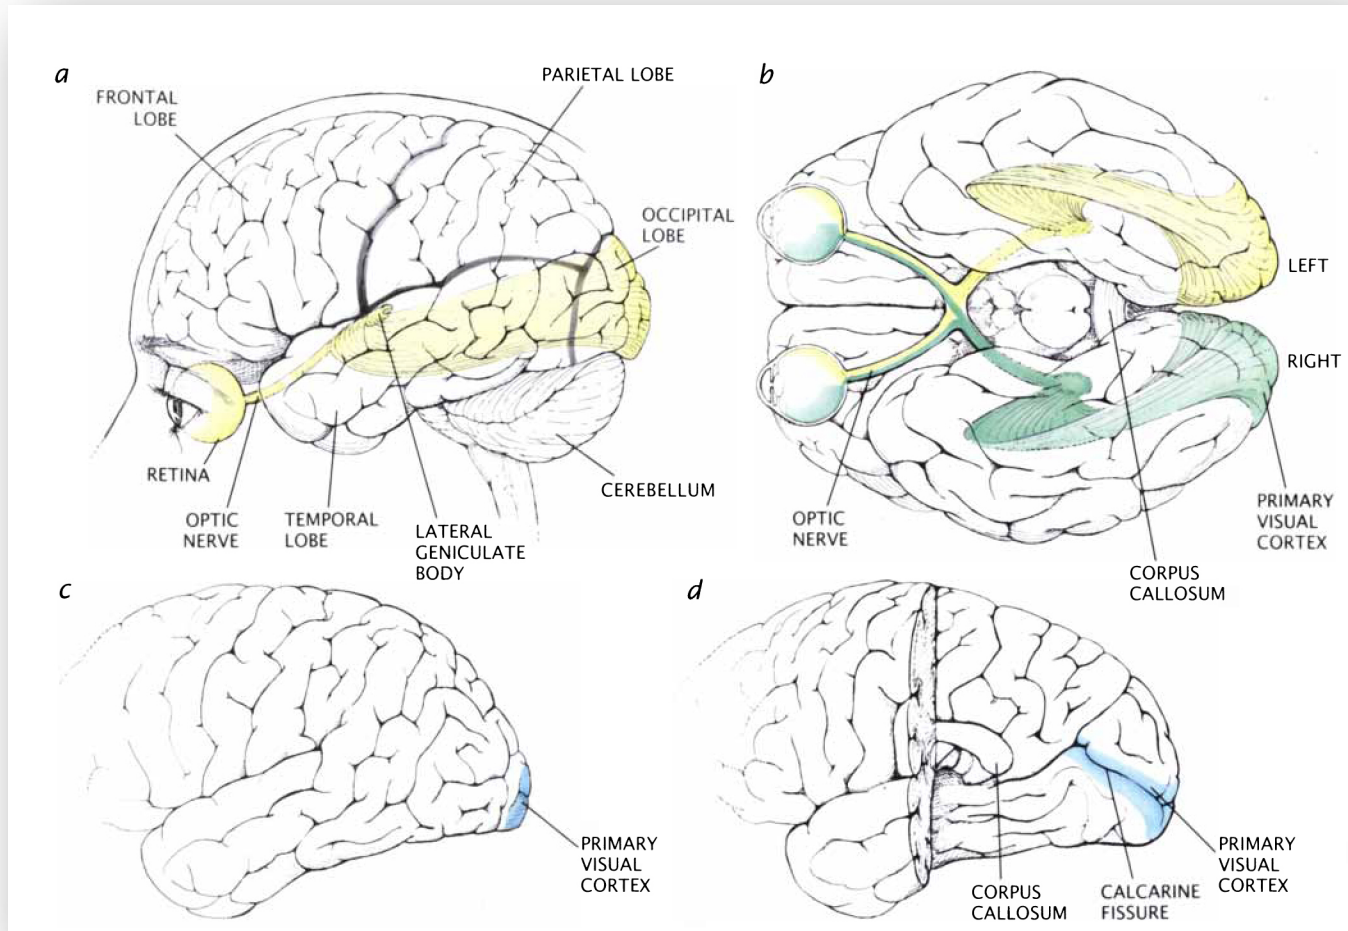 a
PARIETAL LOBE
FRONTAL
LOBE
OCCIPITAL
LOBE
RETINA
CEREBELLUM
OPTIC
NERVE
TEMPORAL
LOBE
LATERAL
GENICULATE
BODY
b
LEFT
RIGHT
OPTIC
NERVE
PRIMARY
VISUAL
CORTEX
CORPUS
CALLOSUM
c
PRIMARY
VISUAL
CORTEX
d
PRIMARY
VISUAL
CORTEX
CORPUS
CALLOSUM
CALCARINE
FISSURE